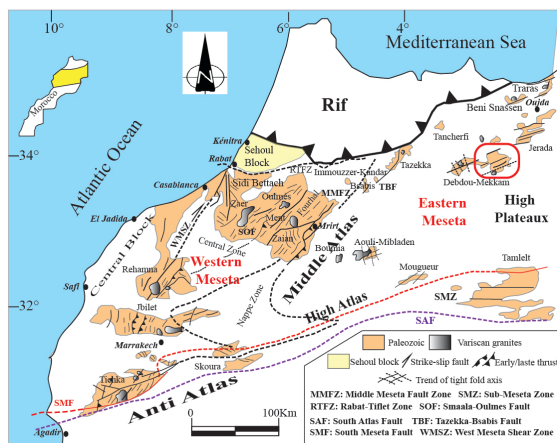 10°
8°
6°
4°
Mediterranean Sea
Morocco
N
Rif
Traras
Beni Snassen
Oujda
Kénitra
Sehoul
Block
Tancherfi
Jerada
34°
Rabat
RTFZ
Immouzzer-Kandar
Tazekka
Atlantic Ocean
Casablanca
Sidi Bettach
MMFZ
Bsabis
TBF
Debdou-Mekkam
Oulmes
Fourhal
Zaer
Eastern
Meseta
High
Plateaux
El Jadida
Ment
Mrirt
SOF
WMSZ
Zaian
Central Block
Central Zone
Boumia
Aouli-Mibladen
Western
Meseta
Middle Atlas
Rehamna
Mougueur
Tamlelt
Safi
SMZ
32°
Nappe Zone
High Atlas
Jbilet
SAF
Marrakech
Skoura
Paleozoic
Variscan granites
Tichka
Anti Atlas
Sehoul block
Strike-slip fault
Early/laste thrust
SMF
Trend of tight fold axis
100Km
0
MMFZ: Middle Meseta Fault Zone SMZ: Sub-Meseta Zone
RTFZ: Rabat-Tiflet Zone SOF: Smaala-Oulmes Fault
SAF: South Atlas Fault TBF: Tazekka-Bsabis Fault
SMF: South Meseta Fault WMSZ: West Meseta Shear Zone
Agadir